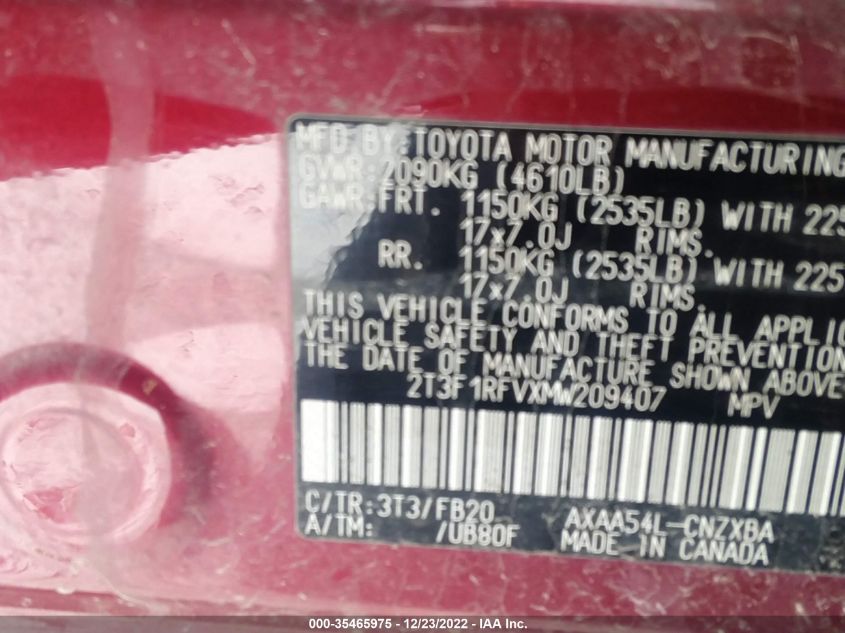 MFD BY: TOYOTA MOTOR MANUFACTURING
GVWR: 2090KG (4610LB)
GAWR: FRT. 1150KG (2535LB) WITH 225
17x7.0J RIMS.
RR. 1150KG (2535LB) WITH 225
17x7.0J RIMS.
THIS VEHICLE CONFORMS TO ALL APPLIC
VEHICLE SAFETY AND THEFT PREVENTION
THE DATE OF MANUFACTURE SHOWN ABOVE.
2T3F1RFVXMW209407 MPV
C/TR: 3T3/FB20 AXAA54L-CNZXBA
A/TM: /UB80F MADE IN CANADA
000-35465975 - 12/23/2022 - IAA Inc.